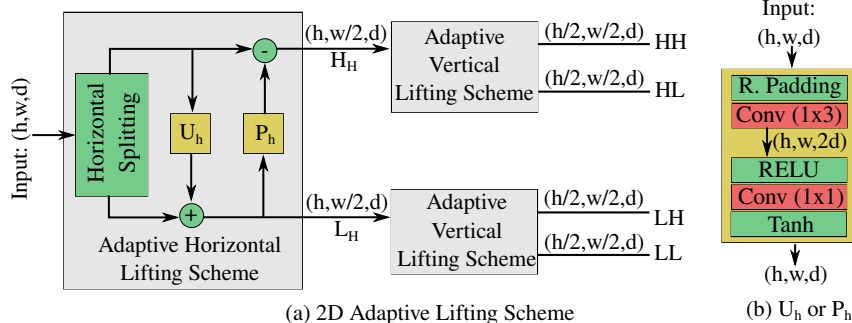 Input: (h,w,d)
Horizontal
Splitting
U_h
P_h
-
+
Adaptive Horizontal
Lifting Scheme
(h,w/2,d)
H_H
(h,w/2,d)
L_H
Adaptive
Vertical
Lifting Scheme
(h/2,w/2,d)
HH
(h/2,w/2,d)
HL
Adaptive
Vertical
Lifting Scheme
(h/2,w/2,d)
LH
(h/2,w/2,d)
LL
(a) 2D Adaptive Lifting Scheme
Input:
(h,w,d)
R. Padding
Conv (1x3)
(h,w,2d)
RELU
Conv (1x1)
Tanh
(h,w,d)
(b) U_h or P_h